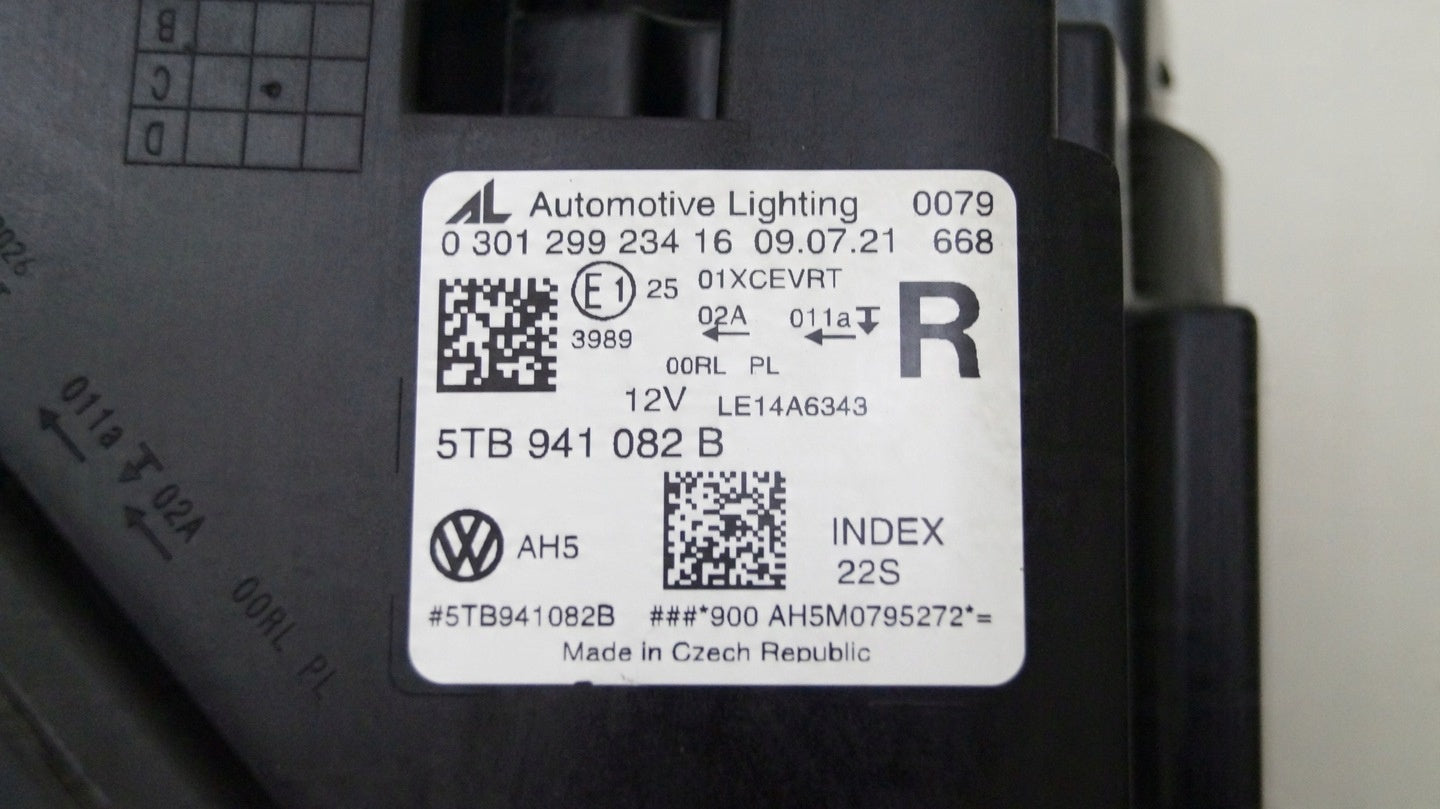 B
C
D
AL Automotive Lighting 0079
0 301 299 234 16 09.07.21 668
E1 25 01XCEVRT
3989 02A 011a R
00RL PL
12V LE14A6343
5TB 941 082 B
VW AH5 INDEX
22S
#5TB941082B ###*900 AH5M0795272*=
Made in Czech Republic
011a 02A 00RL PL